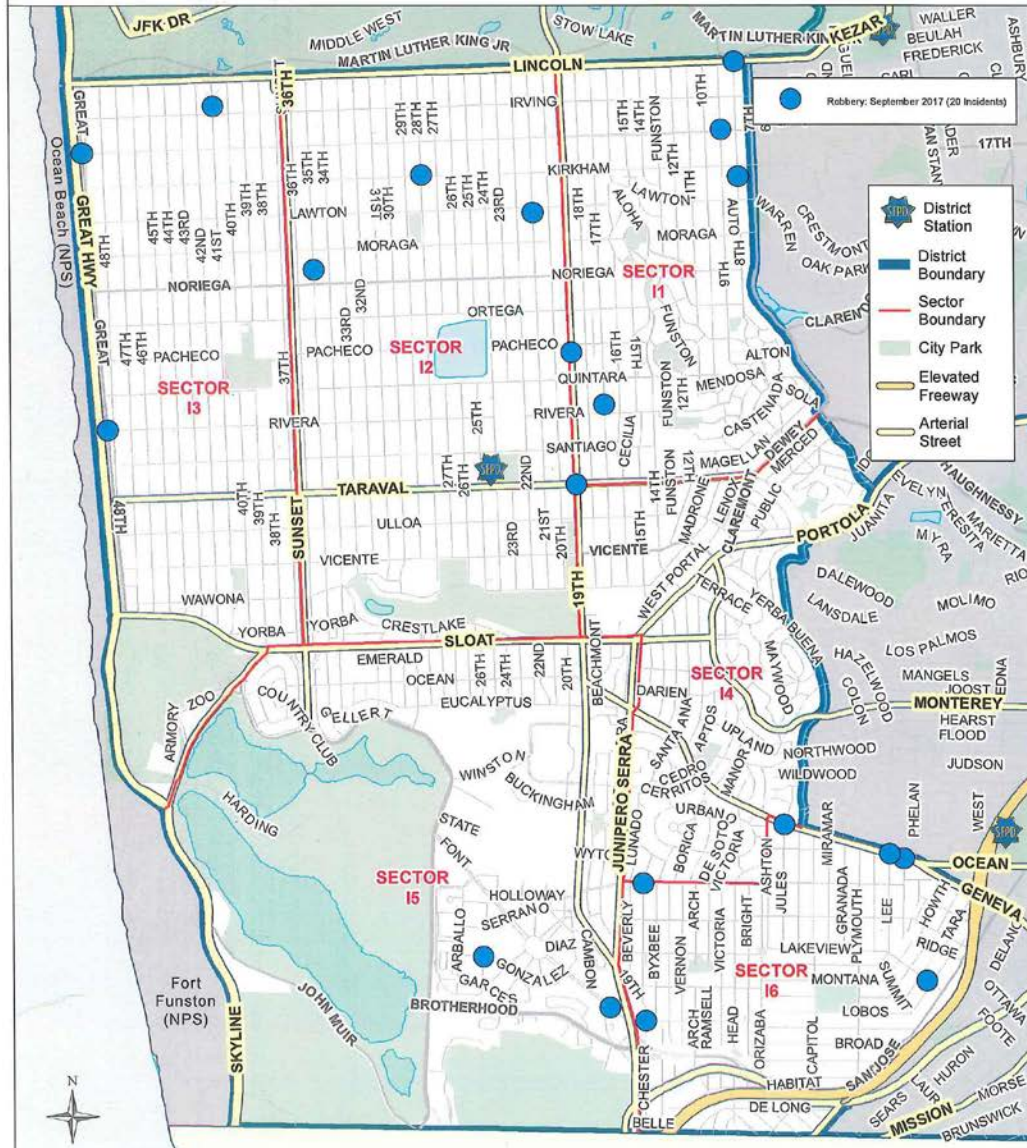 JFK DR
MIDDLE WEST
STOW LAKE
MARTIN LUTHER KING JR
MARTIN LUTHER KING
KEZAR
WALLER
BEULAH
FREDERICK
ASHBURY
LINCOLN
36TH
IRVING
10TH
Robbery: September 2017 (20 Incidents)
17TH
GREAT
Ocean Beach (NPS)
29TH
28TH
27TH
15TH
14TH
FUNSTON
12TH
11TH
KIRKHAM
36TH
35TH
34TH
LAWTON
31ST
30TH
26TH
25TH
24TH
23RD
18TH
17TH
ALOHA
LAWTON
WARREN
CRESTMONT
OAK PARK
District
Station
45TH
44TH
43RD
42ND
41ST
40TH
39TH
38TH
48TH
GREAT HWY
MORAGA
MORAGA
AUTO
8TH
9TH
District
Boundary
NORIEGA
NORIEGA
SECTOR
I1
ORTEGA
33RD
32ND
Sector
Boundary
GREAT
47TH
46TH
PACHECO
PACHECO
SECTOR
I2
PACHECO
16TH
15TH
FUNSTON
ALTON
City Park
SECTOR
I3
37TH
QUINTARA
FUNSTON
12TH
MENDOSA
CASTENADA
SOLA
Elevated
Freeway
RIVERA
25TH
RIVERA
CECILIA
SANTIAGO
MAGELLAN
DEWEY
MERCED
Arterial
Street
SFPD
48TH
40TH
39TH
38TH
TARAVAL
27TH
26TH
22ND
14TH
FUNSTON
12TH
MADRONE
LENOX
CLAREMONT
PUBLIC
PORTOLA
JUANITA
EVELYN
TERESITA
MYRA
MARIETTA
SUNSET
ULLOA
23RD
21ST
20TH
15TH
VICENTE
VICENTE
WEST PORTAL
19TH
TERRACE
YERBA BUENA
DALEWOOD
LANSDALE
MOLIMO
LOS PALMOS
WAWONA
YORBA
YORBA
CRESTLAKE
SLOAT
EMERALD
OCEAN
26TH
24TH
22ND
20TH
BEACHMONT
EUCALYPTUS
SECTOR
I4
MAYWOOD
HAZELWOOD
COLON
MANGELS
JOOST
EDNA
MONTEREY
HEARST
FLOOD
JUDSON
ARMORY
ZOO
COUNTRY CLUB
GELLERT
DARIEN
SANTA ANA
APTOS
UPLAND
CEDRO
CERRITOS
MANOR
NORTHWOOD
WILDWOOD
WINSTON
BUCKINGHAM
JUNIPERO SERRA
HARDING
STATE
FONT
LUNADO
URBANO
BORICA
DE SOTO
VICTORIA
ASHTON
JULES
MIRAMAR
PHELAN
WEST
SFPD
OCEAN
GENEVA
SECTOR
I5
HOLLOWAY
SERRANO
ARBALLO
GONZALEZ
DIAZ
GARCES
CAMBON
BEVERLY
BYXBEE
VERNON
ARCH
VICTORIA
BRIGHT
GRANADA
PLYMOUTH
LEE
HOWTH
TARA
RIDGE
LAKEVIEW
SECTOR
I6
MONTANA
SUMMIT
Fort
Funston
(NPS)
SKYLINE
JOHN MUIR
BROTHERHOOD
19TH
ARCH
RAMSELL
HEAD
ORIZABA
CAPITOL
LOBOS
BROAD
OTTAWA
FOOTE
CHESTER
BELLE
HABITAT
SAN JOSE
DE LONG
SEARS
LAUR
HURON
MISSION
MORSE
BRUNSWICK
N